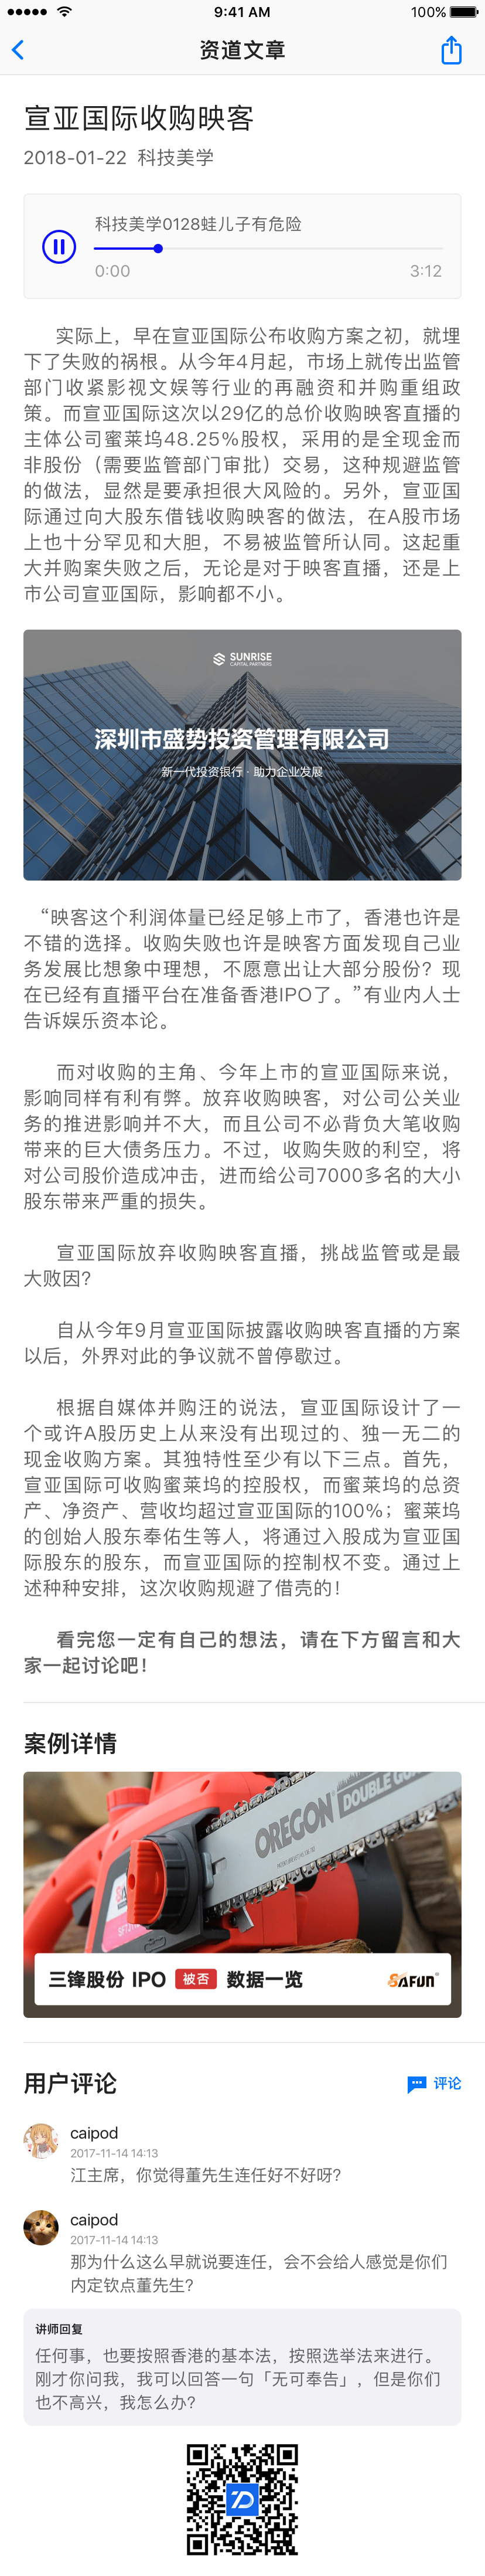 9:41 AM
100%
资道文章
宣亚国际收购映客
2018-01-22 科技美学
科技美学0128蛙儿子有危险
0:00
3:12
实际上，早在宣亚国际公布收购方案之初，就埋
下了失败的祸根。从今年4月起，市场上就传出监管
部门收紧影视文娱等行业的再融资和并购重组政
策。而宣亚国际这次以29亿的总价收购映客直播的
主体公司蜜莱坞48.25%股权，采用的是全现金而
非股份（需要监管部门审批）交易，这种规避监管
的做法，显然是要承担很大风险的。另外，宣亚国
际通过向大股东借钱收购映客的做法，在A股市场
上也十分罕见和大胆，不易被监管所认同。这起重
大并购案失败之后，无论是对于映客直播，还是上
市公司宣亚国际，影响都不小。
SUNRISE
CAPITAL PARTNERS
深圳市盛势投资管理有限公司
新一代投资银行 · 助力企业发展
“映客这个利润体量已经足够上市了，香港也许是
不错的选择。收购失败也许是映客方面发现自己业
务发展比想象中理想，不愿意出让大部分股份？现
在已经有直播平台在准备香港IPO了。”有业内人士
告诉娱乐资本论。
而对收购的主角、今年上市的宣亚国际来说，
影响同样有利有弊。放弃收购映客，对公司公关业
务的推进影响并不大，而且公司不必背负大笔收购
带来的巨大债务压力。不过，收购失败的利空，将
对公司股价造成冲击，进而给公司7000多名的大小
股东带来严重的损失。
宣亚国际放弃收购映客直播，挑战监管或是最
大败因？
自从今年9月宣亚国际披露收购映客直播的方案
以后，外界对此的争议就不曾停歇过。
根据自媒体并购汪的说法，宣亚国际设计了一
个或许A股历史上从来没有出现过的、独一无二的
现金收购方案。其独特性至少有以下三点。首先，
宣亚国际可收购蜜莱坞的控股权，而蜜莱坞的总资
产、净资产、营收均超过宣亚国际的100%；蜜莱坞
的创始人股东奉佑生等人，将通过入股成为宣亚国
际股东的股东，而宣亚国际的控制权不变。通过上
述种种安排，这次收购规避了借壳的！
看完您一定有自己的想法，请在下方留言和大
家一起讨论吧！
案例详情
OREGON DOUBLE GU
三锋股份 IPO 被否 数据一览
SAFUN®
用户评论
评论
caipod
2017-11-14 14:13
江主席，你觉得董先生连任好不好呀？
caipod
2017-11-14 14:13
那为什么这么早就说要连任，会不会给人感觉是你们
内定钦点董先生？
讲师回复
任何事，也要按照香港的基本法，按照选举法来进行。
刚才你问我，我可以回答一句「无可奉告」，但是你们
也不高兴，我怎么办？